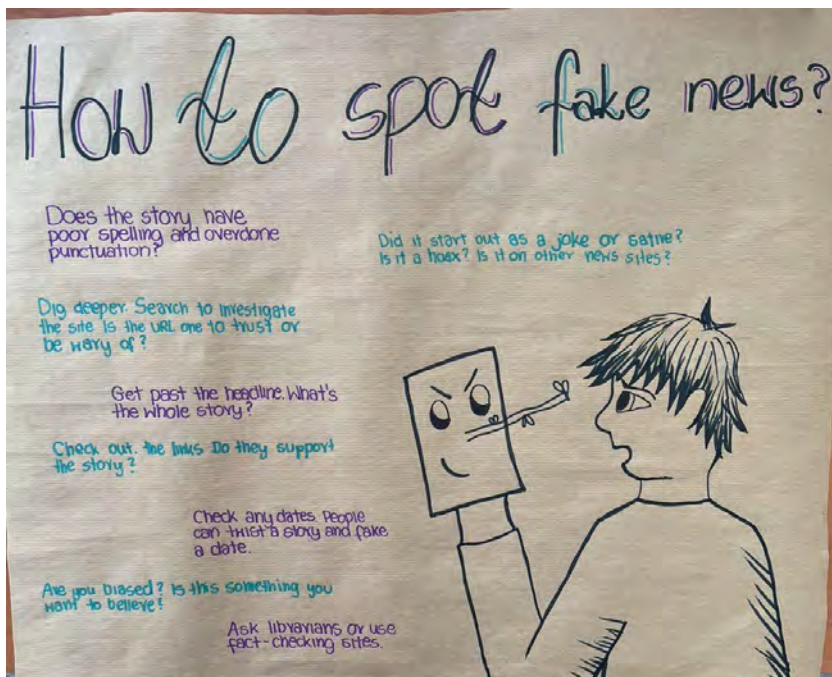 How to spot fake news?
Does the story have
poor spelling and overdone
punctuation?
Did it start out as a joke or satire?
Is it a hoax? Is it on other news sites?
Dig deeper. Search to investigate
the site Is the URL one to trust or
be wary of?
Get past the headline. What's
the whole story?
Check out. the links Do they support
the story?
Check any dates. People
can twist a story and fake
a date.
Are you biased? Is this something you
want to believe?
Ask librarians or use
fact-checking sites.